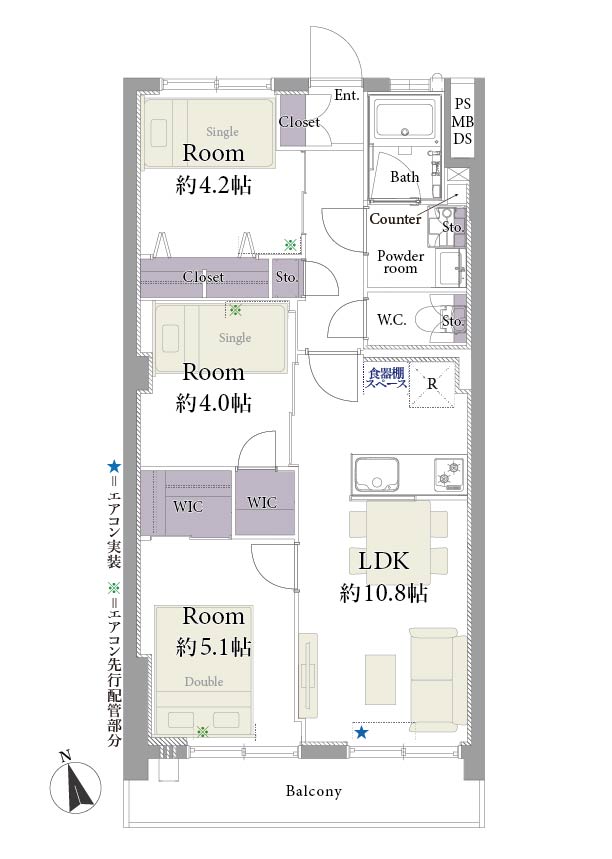 Ent.
PS
MB
DS
Closet
Single
Room
約4.2帖
Bath
Counter
Sto.
Powder
room
※
Closet
Sto.
※
W.C.
Sto.
Single
Room
約4.0帖
食器棚
スペース
R
WIC
WIC
LDK
約10.8帖
Room
約5.1帖
Double
※
★
★=エアコン実装
※=エアコン先行配管部分
N
Balcony